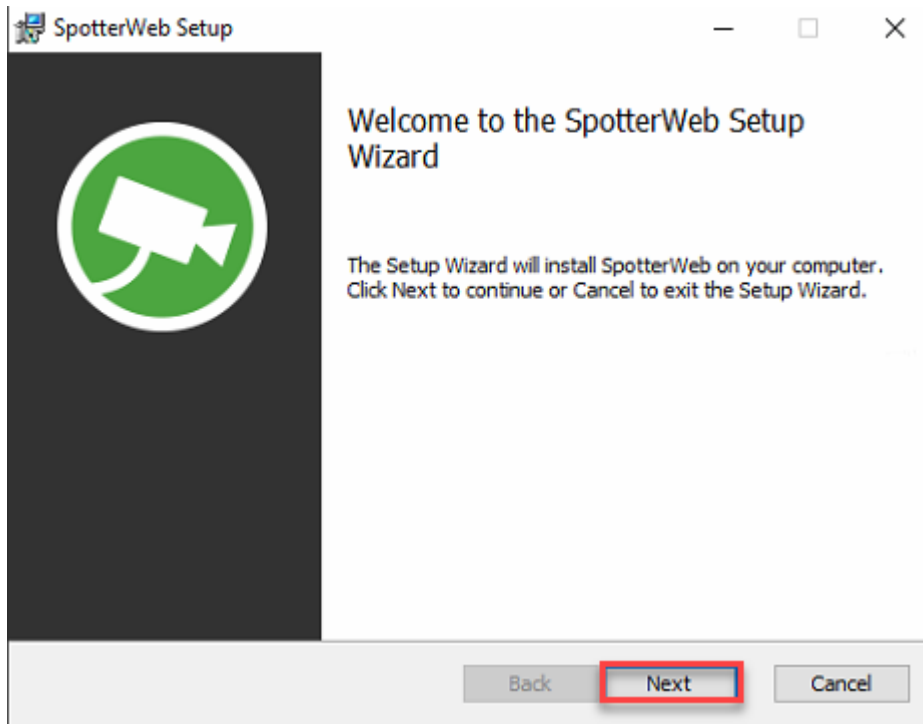 SpotterWeb Setup
Welcome to the SpotterWeb Setup
Wizard
The Setup Wizard will install SpotterWeb on your computer.
Click Next to continue or Cancel to exit the Setup Wizard.
Back Next Cancel